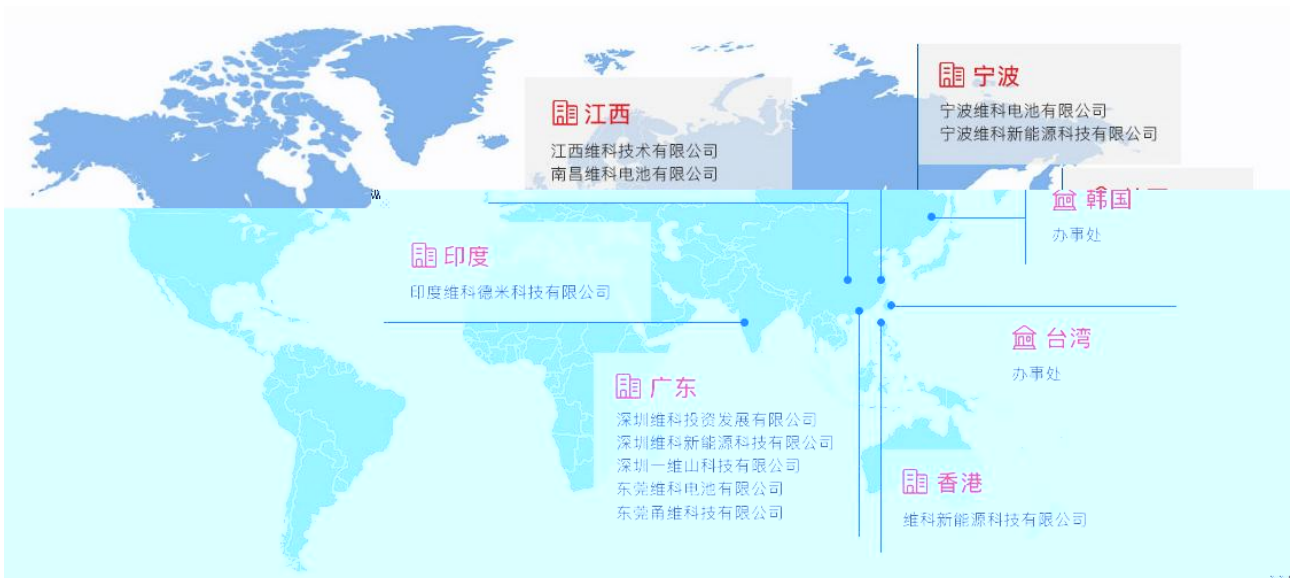 宁波
宁波维科电池有限公司
宁波维科新能源科技有限公司
江西
江西维科技术有限公司
南昌维科电池有限公司
韩国
办事处
印度
印度维科德米科技有限公司
台湾
办事处
广东
深圳维科投资发展有限公司
深圳维科新能源科技有限公司
深圳一维山科技有限公司
东莞维科电池有限公司
东莞甬维科技有限公司
香港
维科新能源科技有限公司